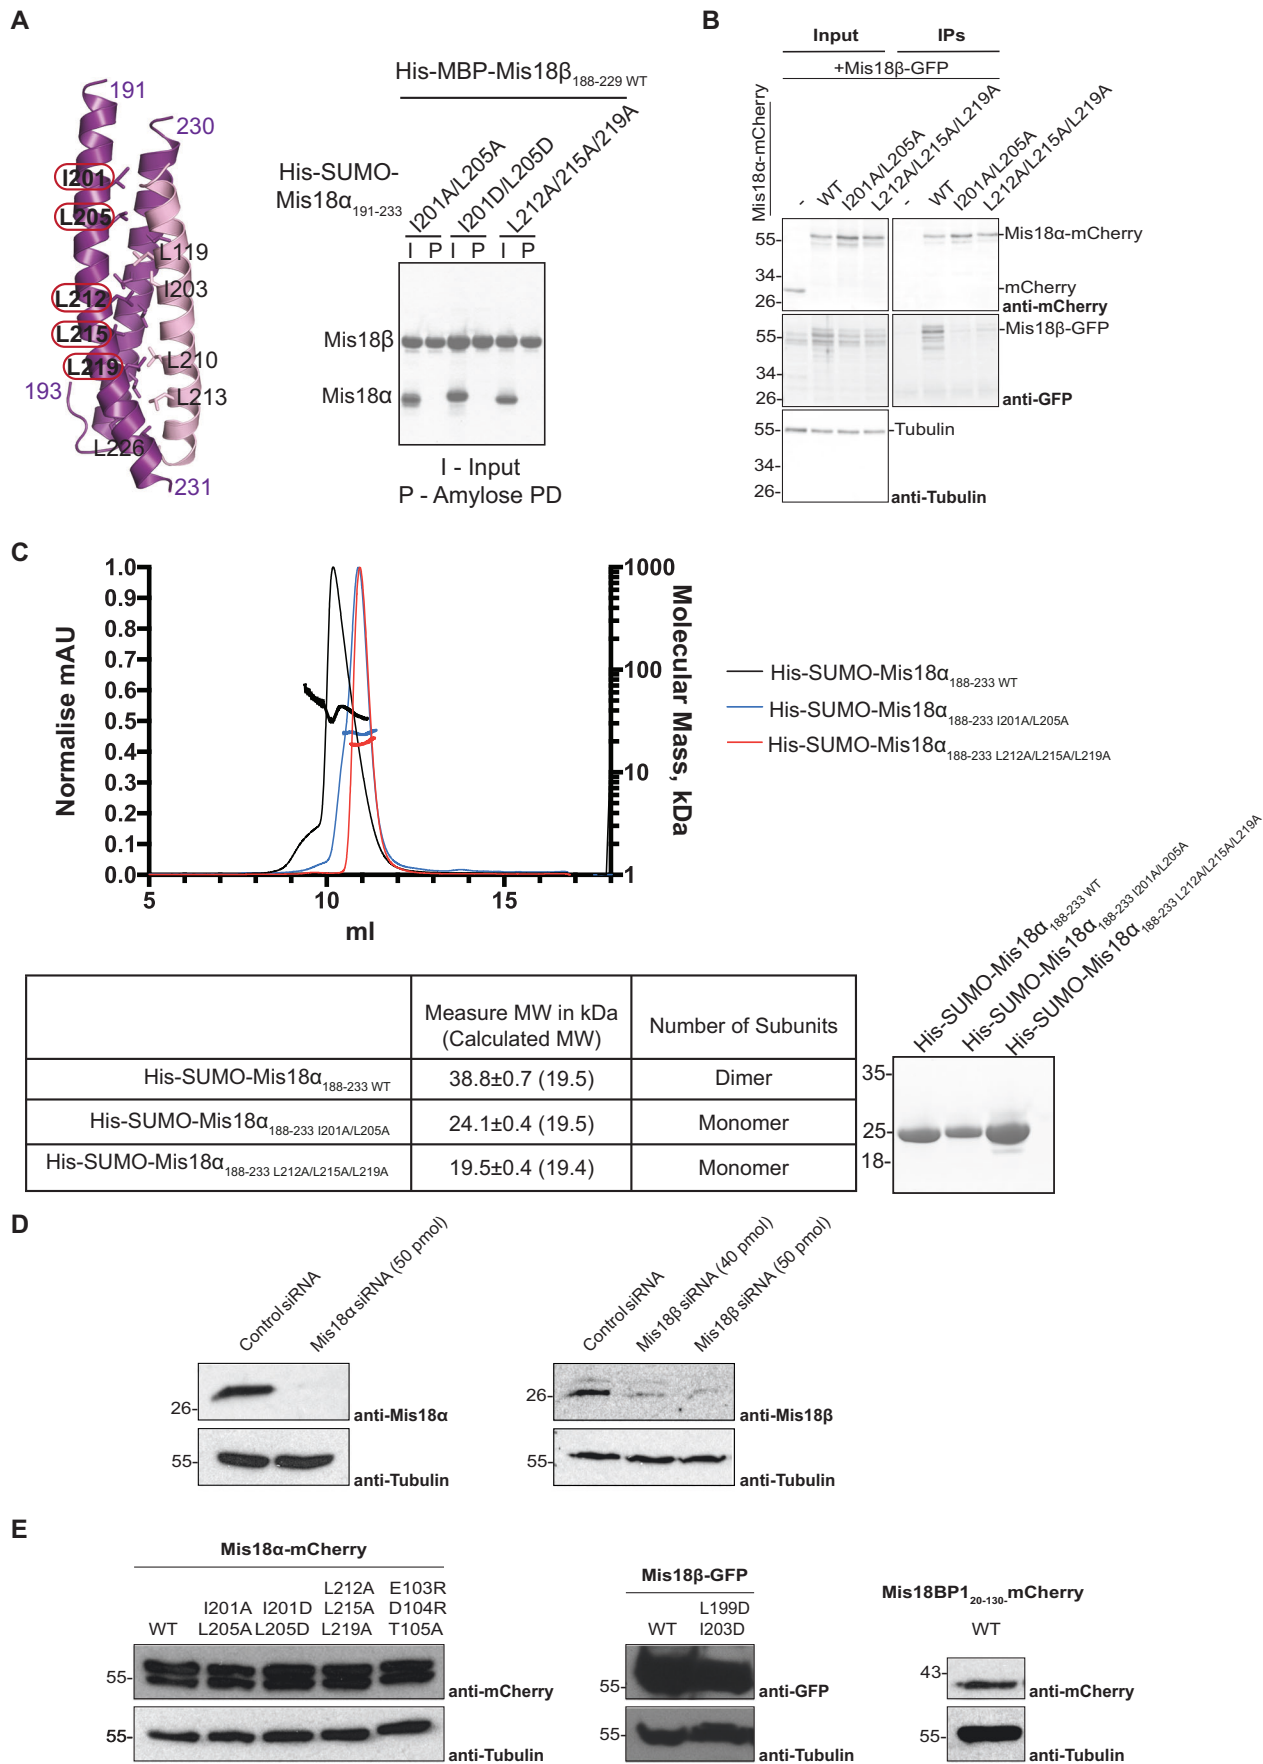 A
191
230
I201
L205
L119
I203
L212
L215
L210
L219
193
L213
L226
231
His-MBP-Mis18β188-229 WT
His-SUMO-
Mis18α191-233
I201A/L205A
I201D/L205D
L212A/215A/219A
I P I P I P
Mis18β
Mis18α
I - Input
P - Amylose PD
B
Input IPs
+Mis18β-GFP
Mis18α-mCherry
- WT I201A/L205A L212A/L215A/L219A
- WT I201A/L205A L212A/L215A/L219A
55- -Mis18α-mCherry
34-
26- -mCherry
anti-mCherry
55- -Mis18β-GFP
34-
26- anti-GFP
55- -Tubulin
34-
26- anti-Tubulin
C
1.0
0.9
0.8
0.7
0.6
0.5
0.4
0.3
0.2
0.1
0.0
Normalise mAU
5 10 15
ml
1000
100
10
1
Molecular Mass, kDa
His-SUMO-Mis18α188-233 WT
His-SUMO-Mis18α188-233 I201A/L205A
His-SUMO-Mis18α188-233 L212A/L215A/L219A
Measure MW in kDa (Calculated MW) Number of Subunits
His-SUMO-Mis18α188-233 WT 38.8±0.7 (19.5) Dimer
His-SUMO-Mis18α188-233 I201A/L205A 24.1±0.4 (19.5) Monomer
His-SUMO-Mis18α188-233 L212A/L215A/L219A 19.5±0.4 (19.4) Monomer
His-SUMO-Mis18α188-233 WT
His-SUMO-Mis18α188-233 I201A/L205A
His-SUMO-Mis18α188-233 L212A/L215A/L219A
35-
25-
18-
D
Control siRNA
Mis18α siRNA (50 pmol)
26- anti-Mis18α
55- anti-Tubulin
Control siRNA
Mis18β siRNA (40 pmol)
Mis18β siRNA (50 pmol)
26- anti-Mis18β
55- anti-Tubulin
E
Mis18α-mCherry
L212A E103R
I201A I201D L215A D104R
WT L205A L205D L219A T105A
55- anti-mCherry
55- anti-Tubulin
Mis18β-GFP
L199D
WT I203D
55- anti-GFP
55- anti-Tubulin
Mis18BP120-130-mCherry
WT
43- anti-mCherry
55- anti-Tubulin